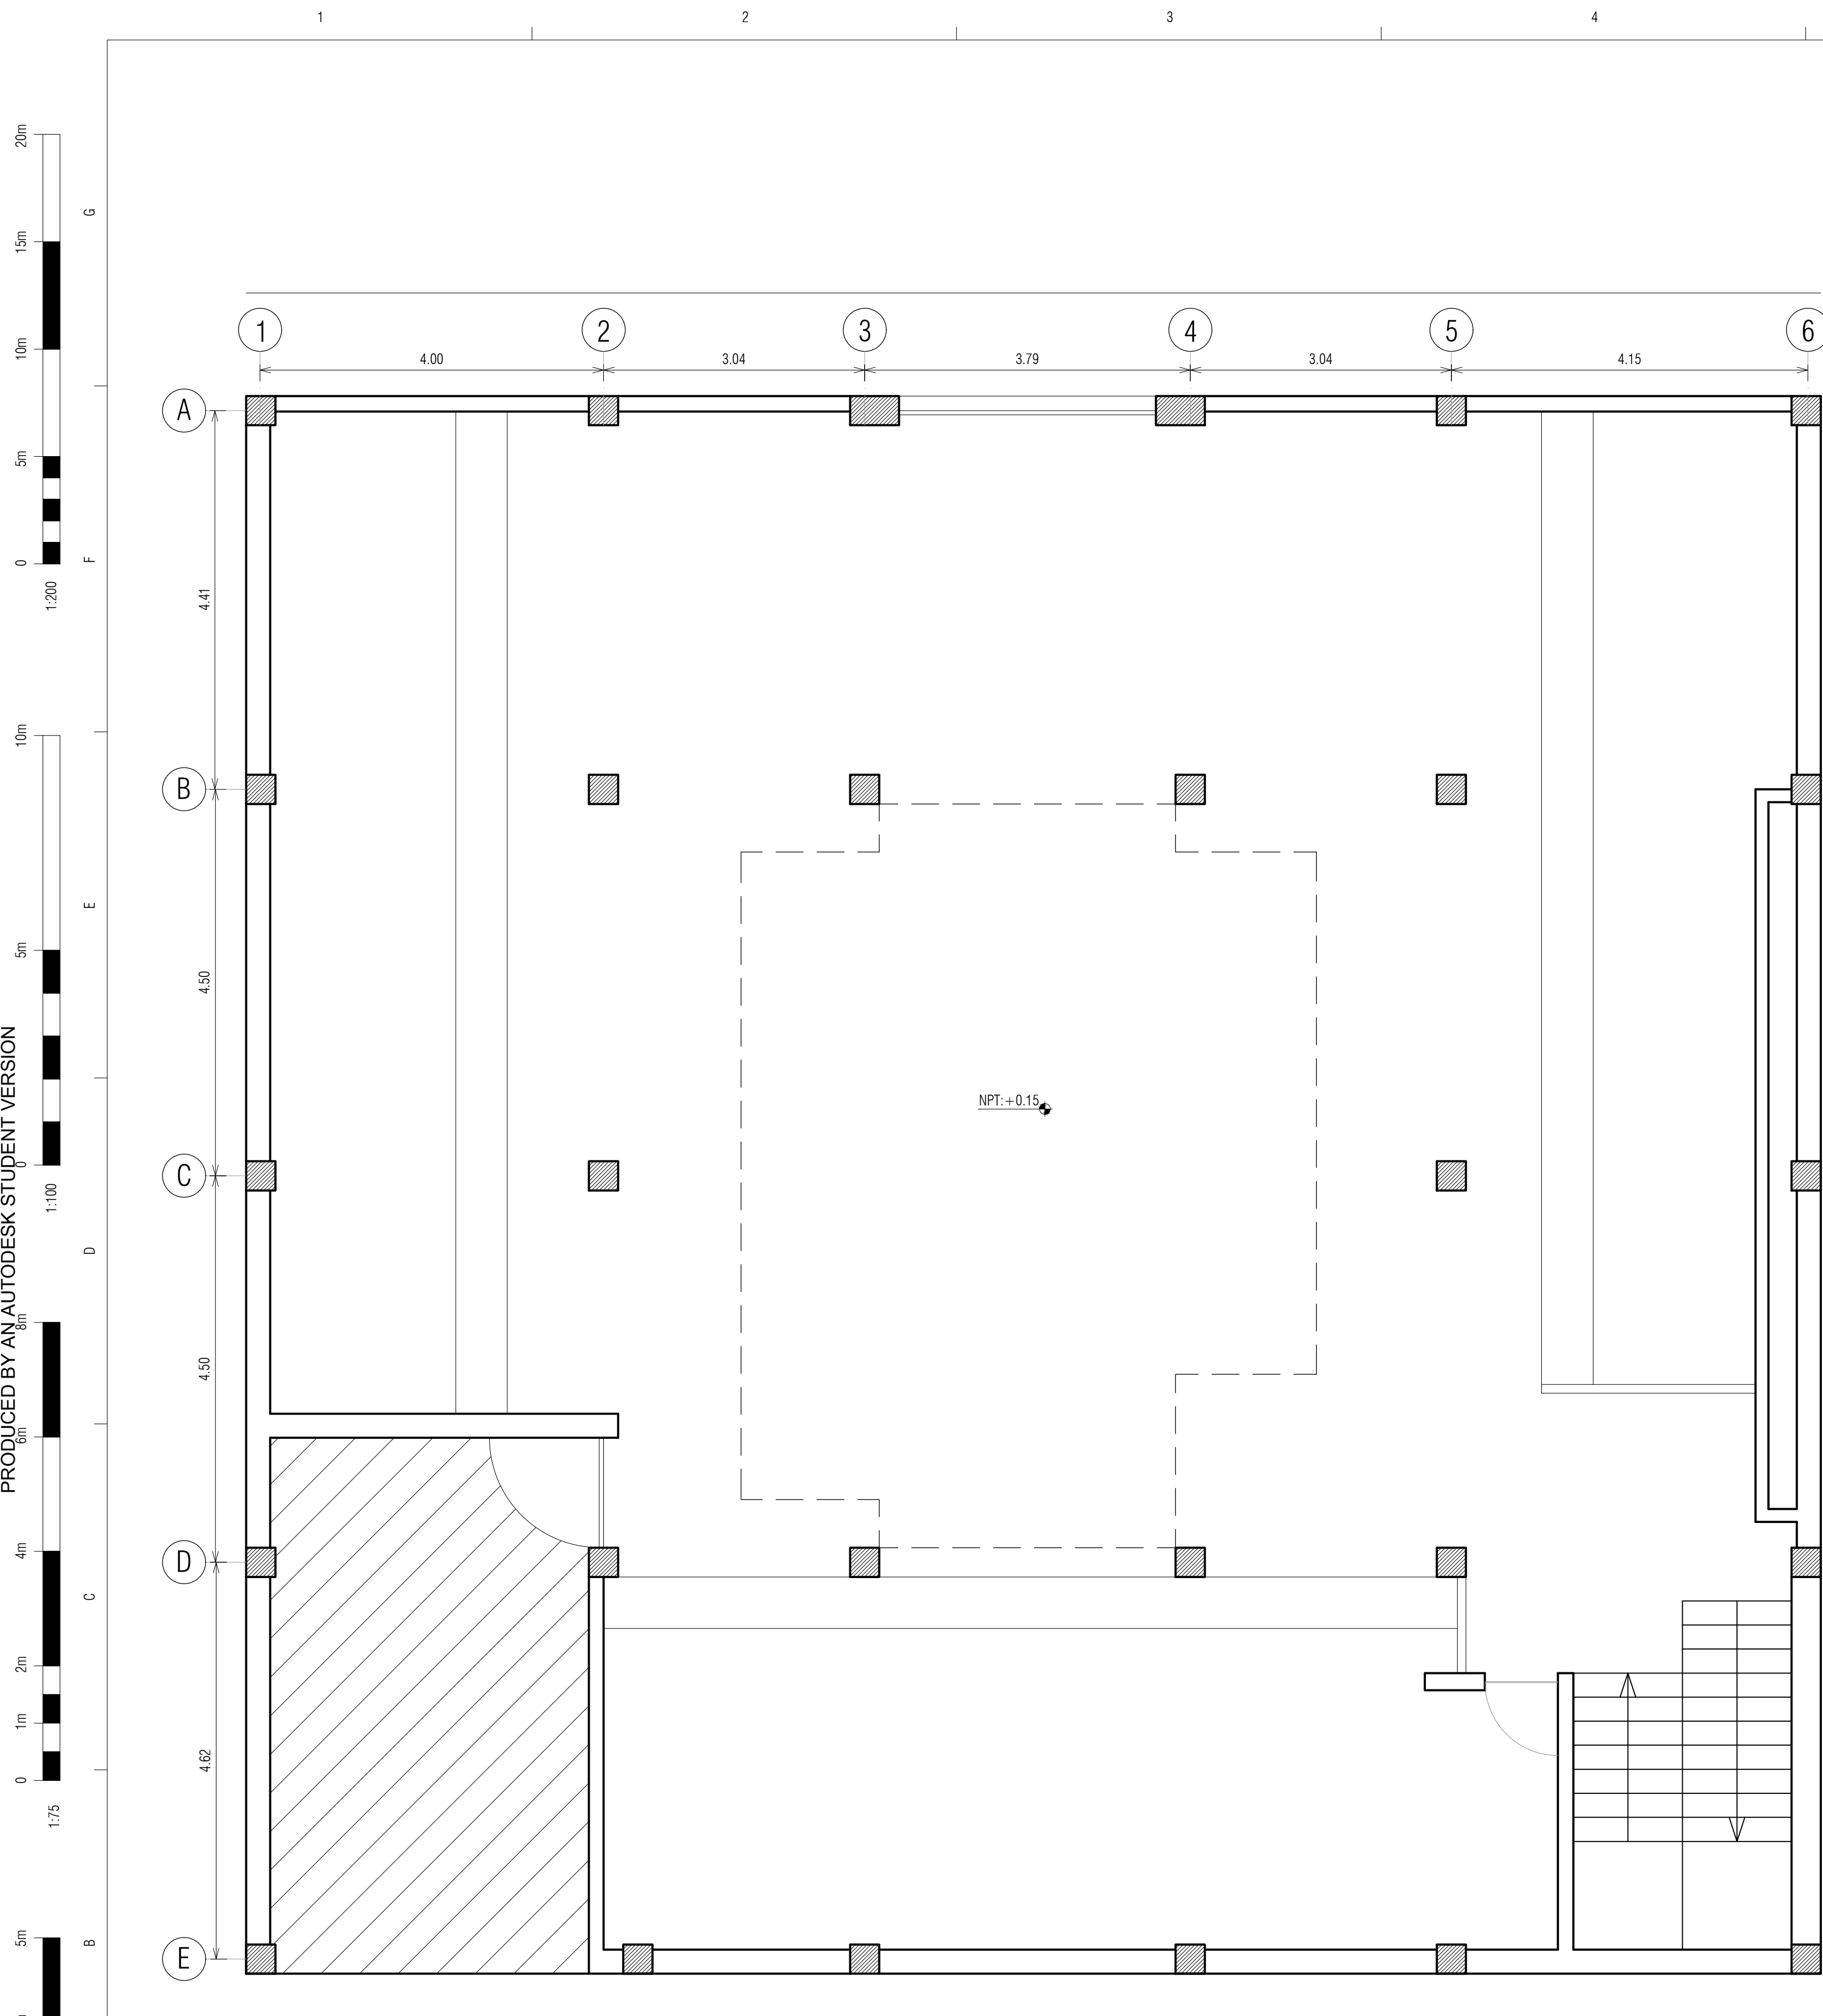 1 2 3 4
1 2 3 4 5 6
4.00 3.04 3.79 3.04 4.15
A
B
C
D
E
4.41
4.50
4.50
4.62
NPT:+0.15
G
F
E
D
C
B
20m
15m
10m
5m
0
1:200
10m
5m
0
1:100
8m
6m
4m
2m
1m
0
1:75
5m
PRODUCED BY AN AUTODESK STUDENT VERSION